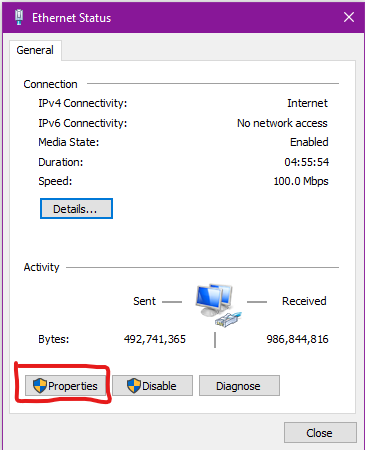 Ethernet Status
General
Connection
IPv4 Connectivity: Internet
IPv6 Connectivity: No network access
Media State: Enabled
Duration: 04:55:54
Speed: 100.0 Mbps
Details...
Activity
Sent Received
Bytes: 492,741,365 986,844,816
Properties Disable Diagnose
Close